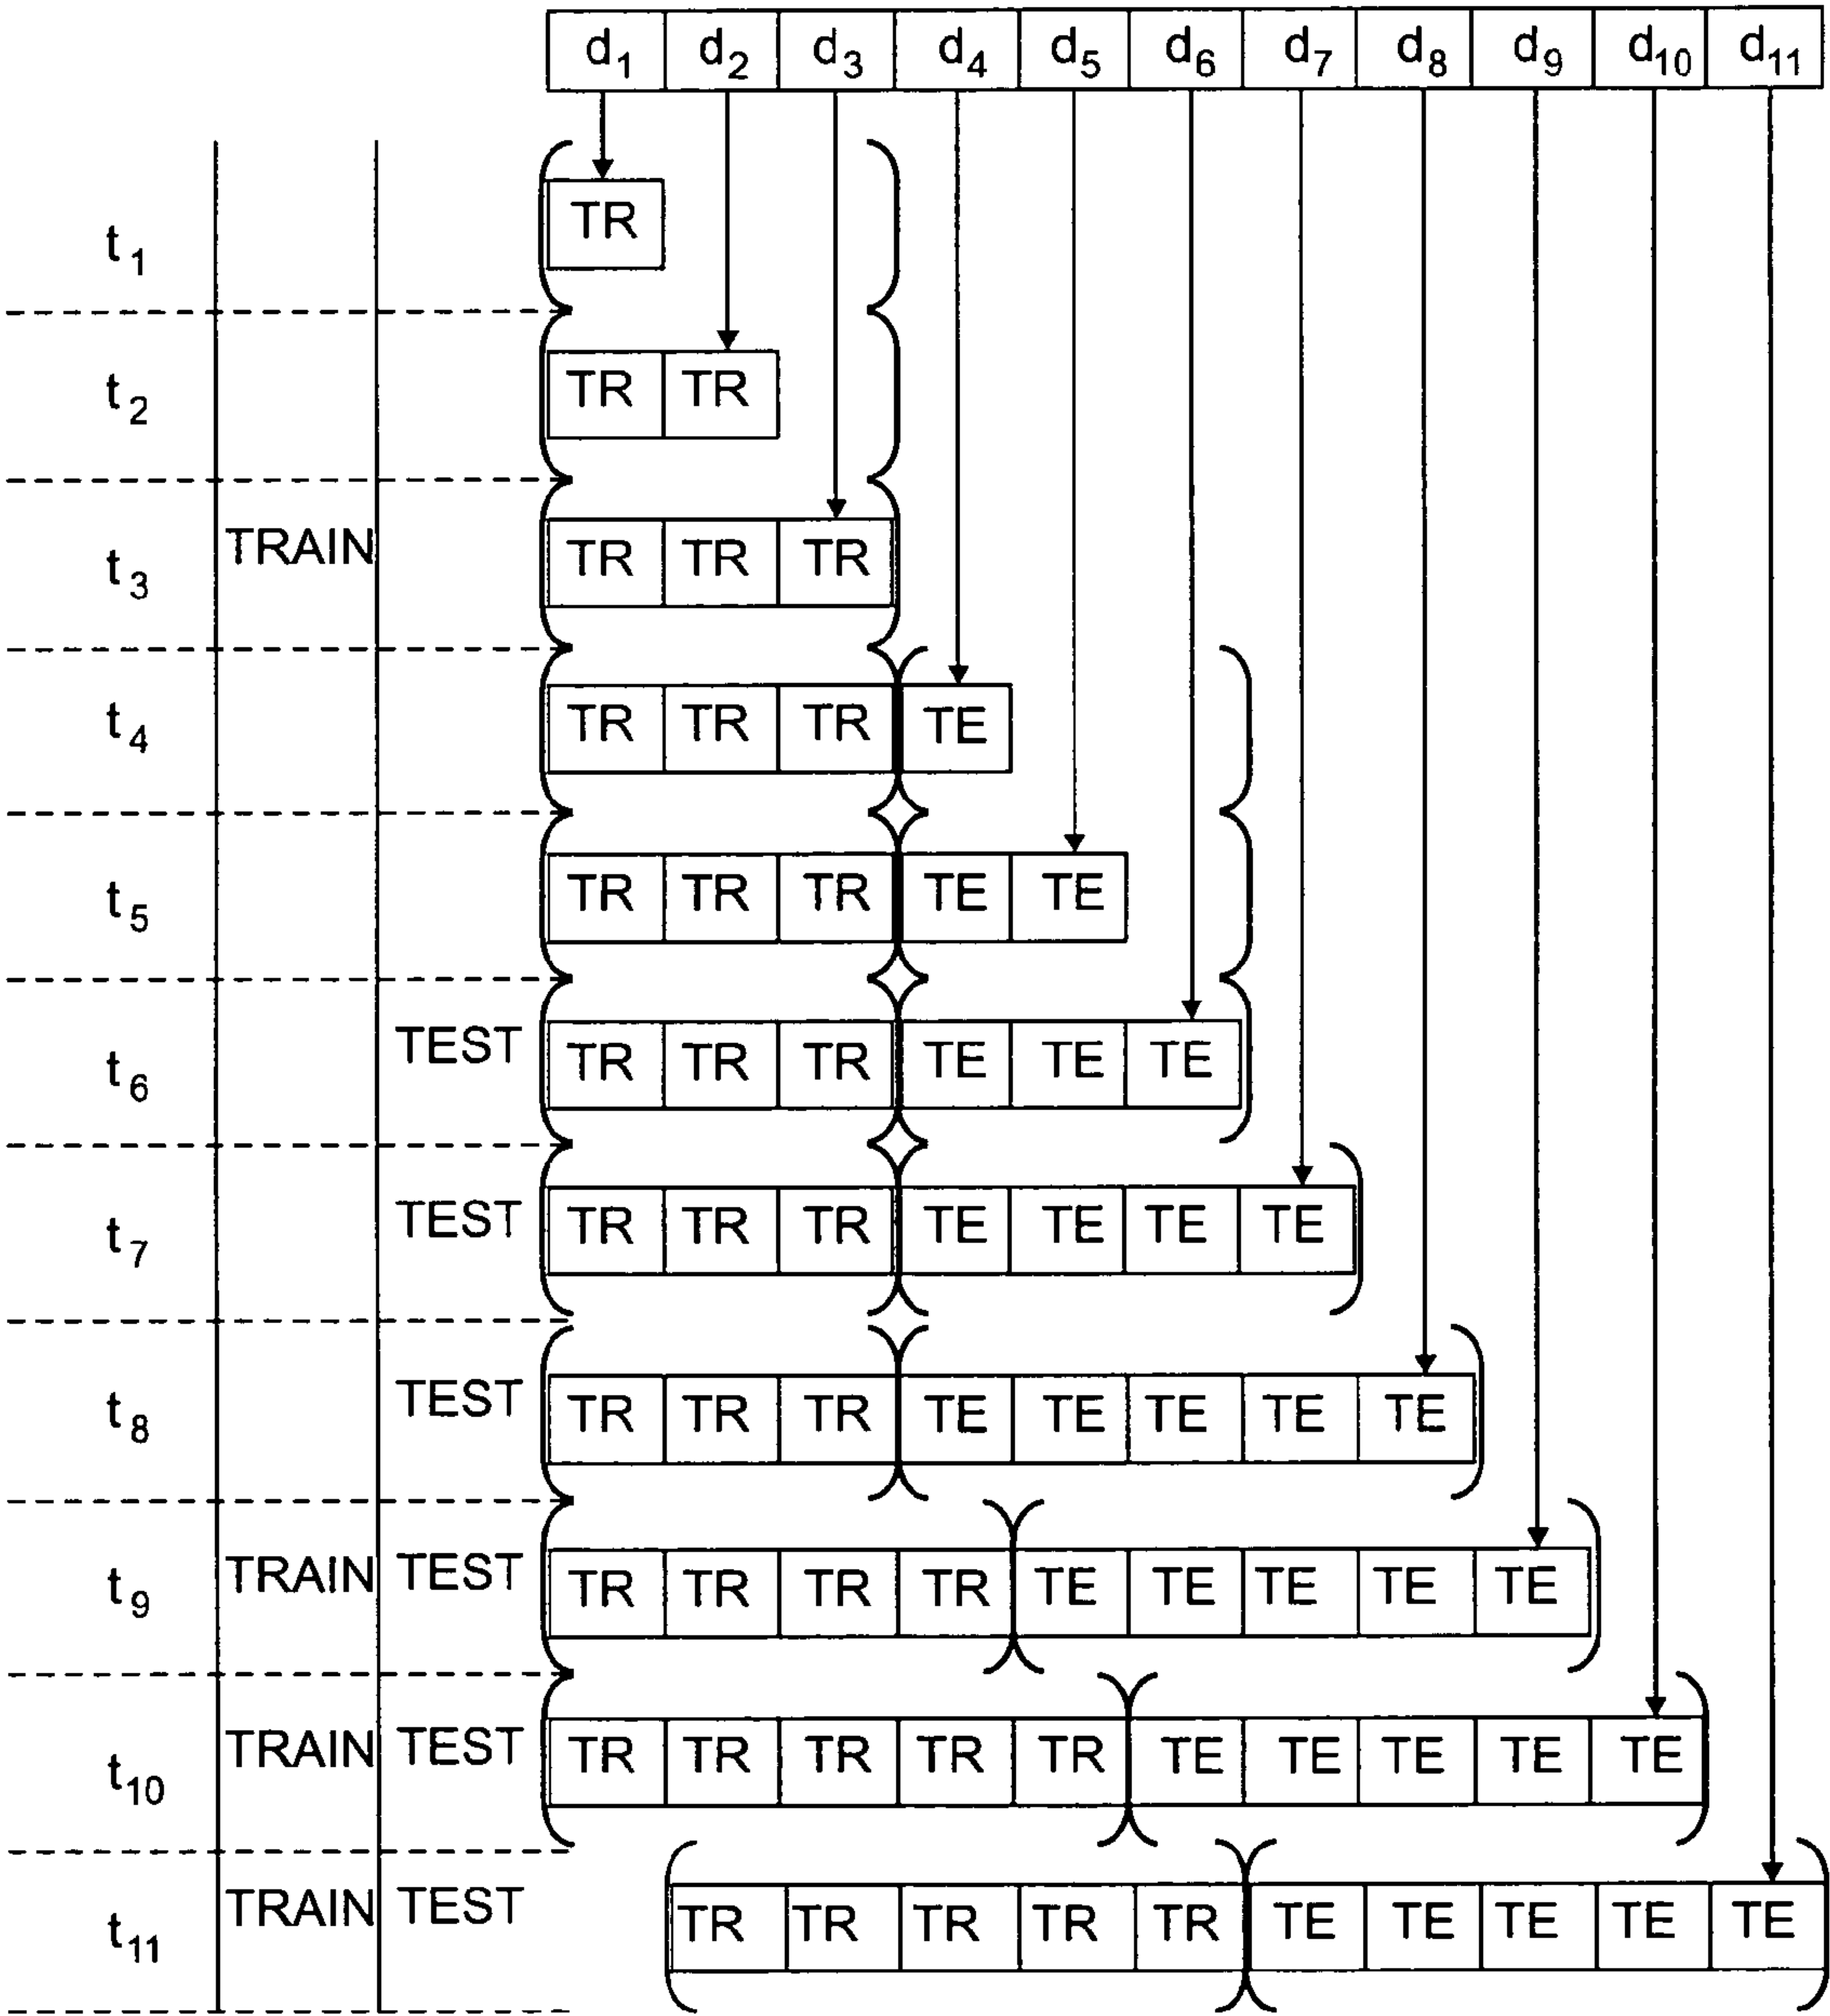 d1 d2 d3 d4 d5 d6 d7 d8 d9 d10 d11
t1 TR
t2 TR TR
t3 TRAIN TR TR TR
t4 TR TR TR TE
t5 TR TR TR TE TE
t6 TEST TR TR TR TE TE TE
t7 TEST TR TR TR TE TE TE TE
t8 TEST TR TR TR TE TE TE TE TE
t9 TRAIN TEST TR TR TR TR TE TE TE TE TE
t10 TRAIN TEST TR TR TR TR TR TE TE TE TE TE
t11 TRAIN TEST TR TR TR TR TR TE TE TE TE TE